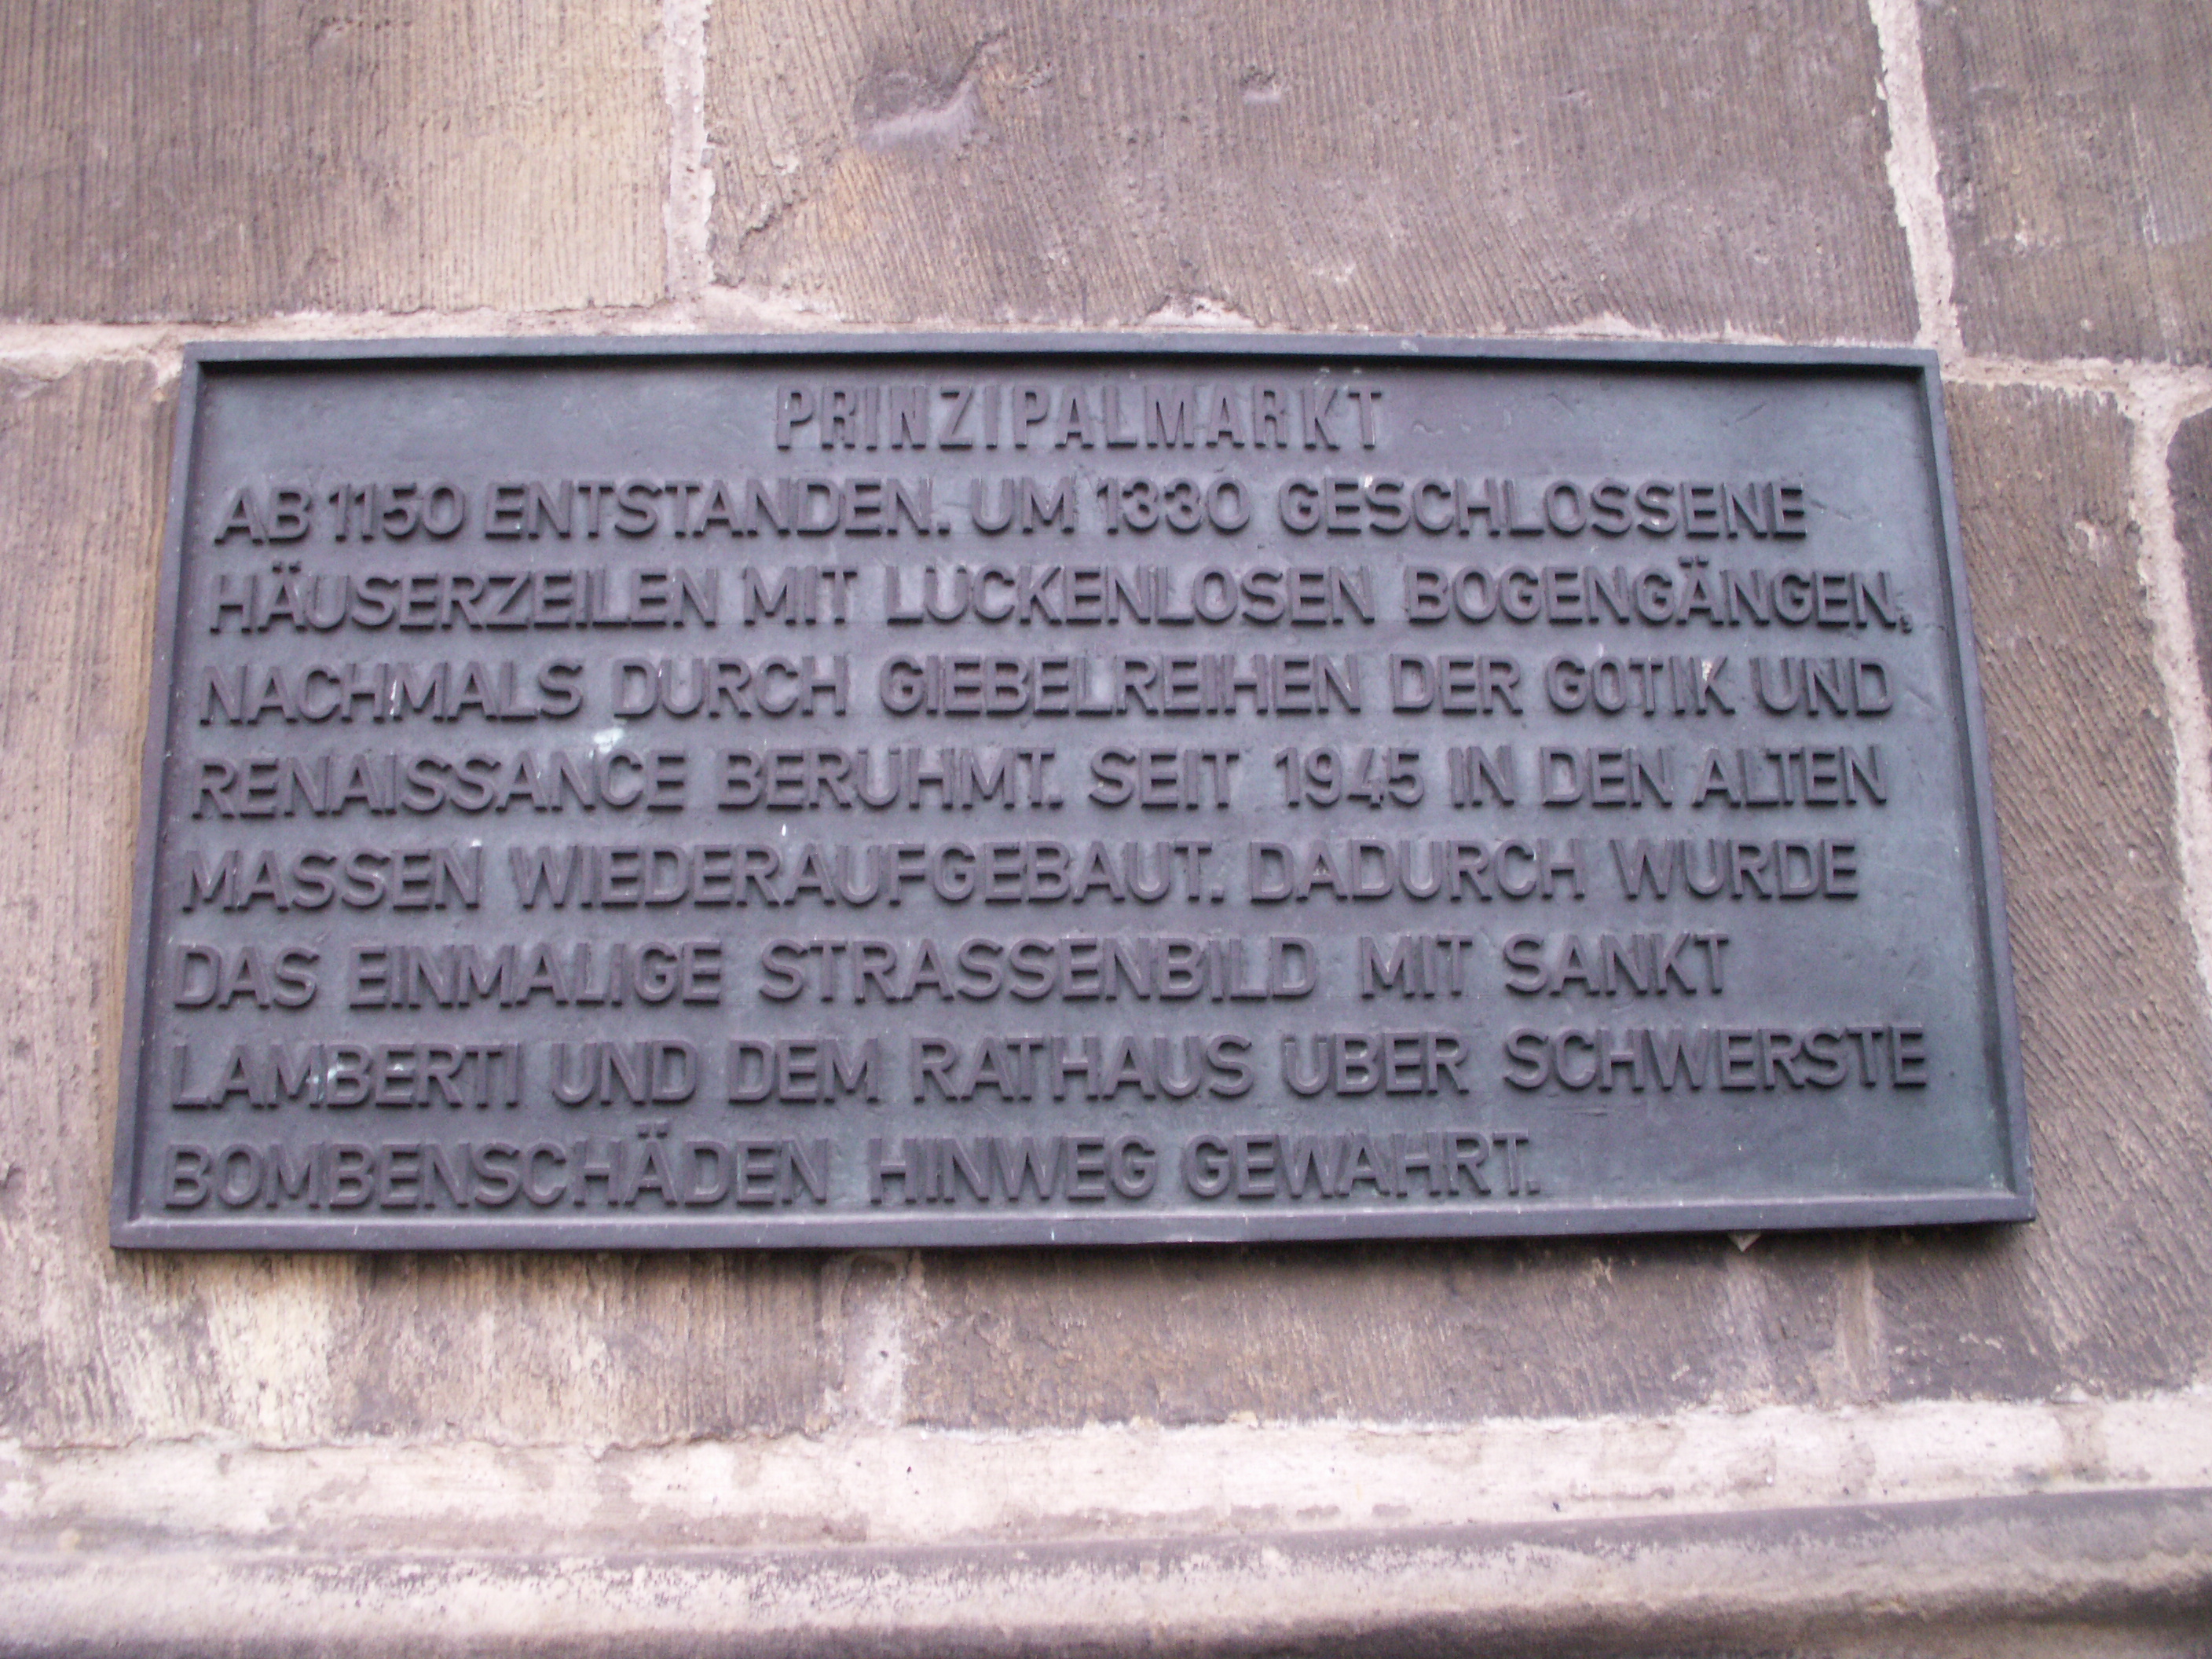 PRINZIPALMARKT
AB 1150 ENTSTANDEN. UM 1330 GESCHLOSSENE
HÄUSERZEILEN MIT LÜCKENLOSEN BOGENGÄNGEN,
NACHMALS DURCH GIEBELREIHEN DER GOTIK UND
RENAISSANCE BERÜHMT. SEIT 1945 IN DEN ALTEN
MASSEN WIEDERAUFGEBAUT. DADURCH WURDE
DAS EINMALIGE STRASSENBILD MIT SANKT
LAMBERTI UND DEM RATHAUS ÜBER SCHWERSTE
BOMBENSCHÄDEN HINWEG GEWAHRT.